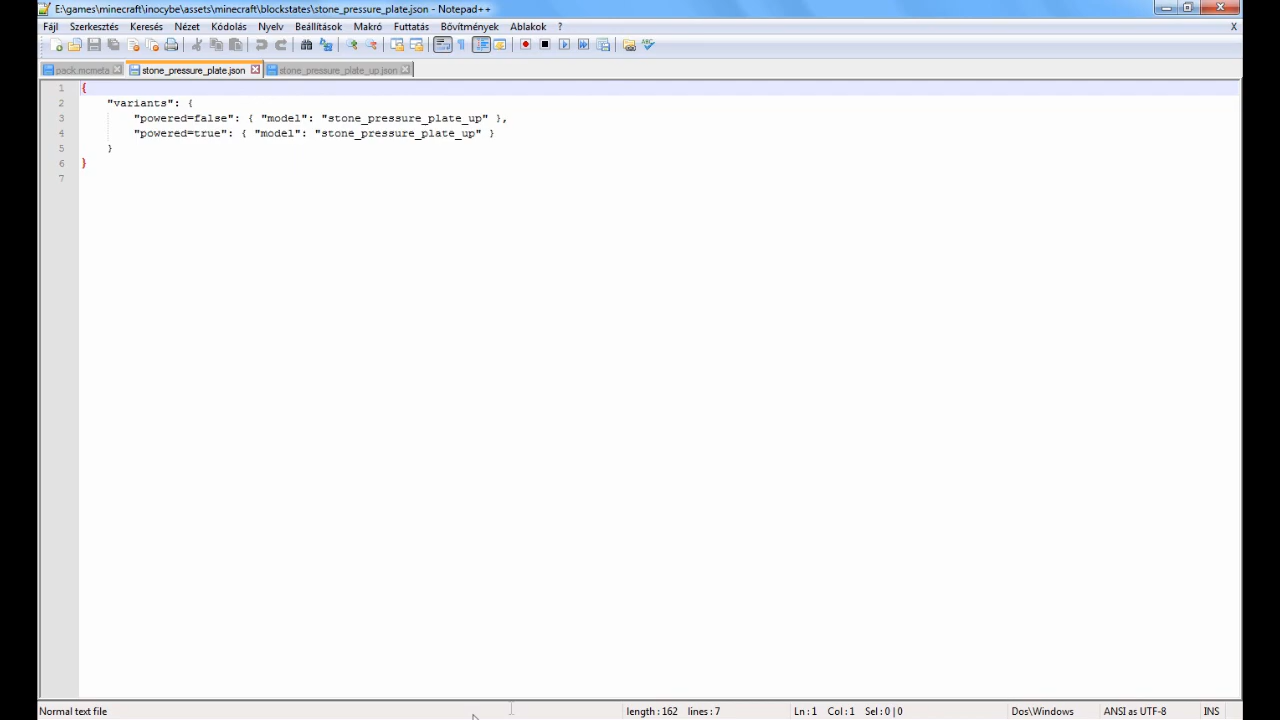 E:\games\minecraft\inocybe\assets\minecraft\blockstates\stone_pressure_plate.json - Notepad++
Fájl Szerkesztés Keresés Nézet Kódolás Nyelv Beállítások Makró Futtatás Bővítmények Ablakok ? X
pack.mcmeta stone_pressure_plate.json stone_pressure_plate_up.json
1 {
2 "variants": {
3 "powered=false": { "model": "stone_pressure_plate_up" },
4 "powered=true": { "model": "stone_pressure_plate_up" }
5 }
6 }
7
Normal text file length : 162 lines : 7 Ln : 1 Col : 1 Sel : 0 | 0 Dos\Windows ANSI as UTF-8 INS